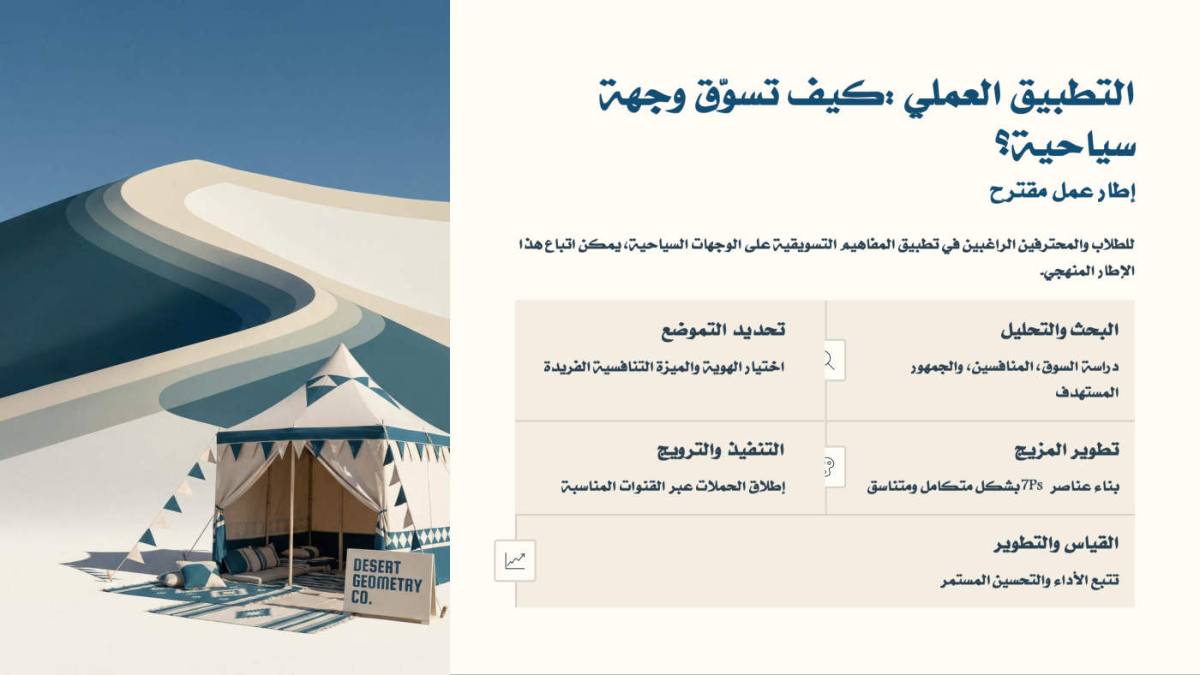 التطبيق العملي :كيف تسوّق وجهة
سياحية؟
إطار عمل مقترح
للطلاب والمحترفين الراغبين في تطبيق المفاهيم التسويقية على الوجهات السياحية، يمكن اتباع هذا
الإطار المنهجي.
البحث والتحليل
دراسة السوق، المنافسين، والجمهور
المستهدف
تحديد التموضع
اختيار الهوية والميزة التنافسية الفريدة
تطوير المزيج
بناء عناصر 7Ps بشكل متكامل ومتناسق
التنفيذ والترويج
إطلاق الحملات عبر القنوات المناسبة
القياس والتطوير
تتبع الأداء والتحسين المستمر
DESERT
GEOMETRY
CO.